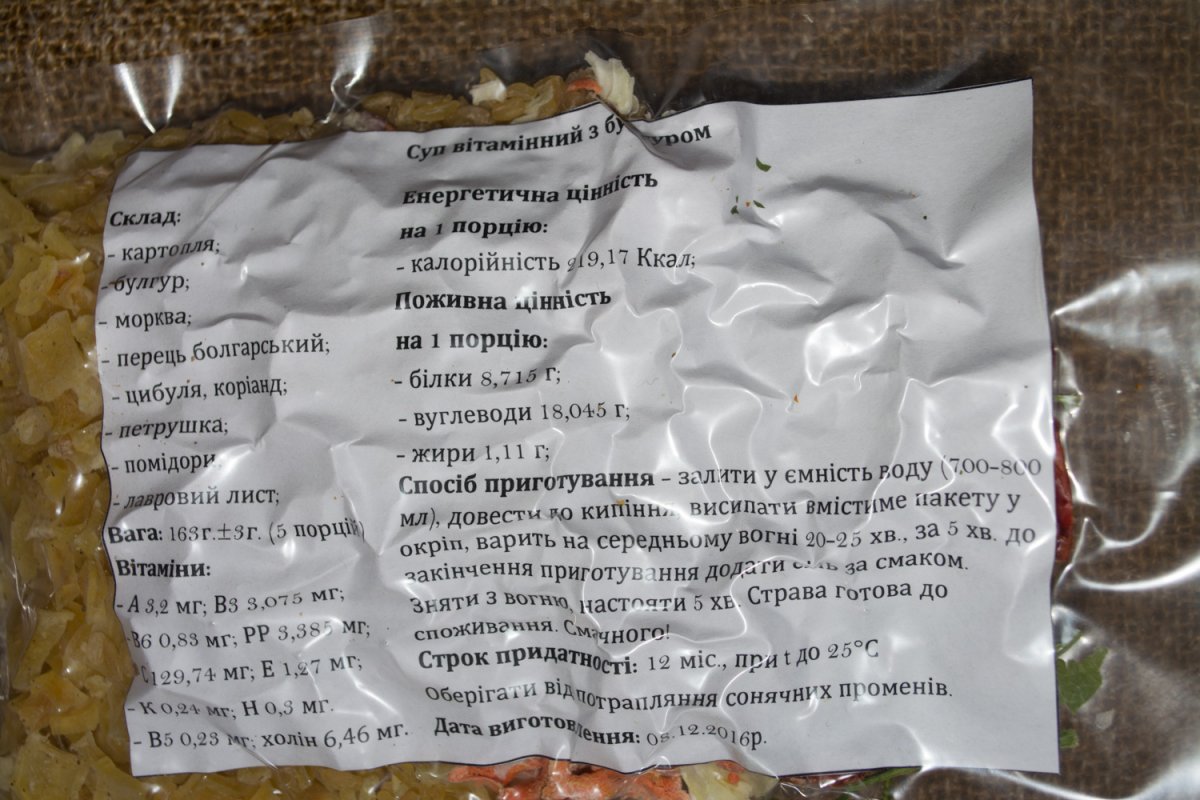 Суп вітамінний з
Склад:
- картопля;
- булгур;
- морква;
- перець болгарський;
- цибуля, коріанд;
- петрушка;
- помідори
- лавровий лист;
Вага: 163г.±3г. (5 порцій)
Вітаміни:
- А 3,2 мг; В3 3,075 мг;
-В6 0,83 мг; РР 3,385 мг;
С129,74 мг; Е 1,27 мг;
- К 0,24 мг; Н 0,3 мг.
- В5 0,23 мг; холін 6,46 мг.
Енергетична цінність
на 1 порцію:
- калорійність Ккал;
Поживна цінність
на 1 порцію:
- білки 8,715 г;
- вуглеводи 18,045 г;
- жири 1,11 г;
Спосіб приготування – залити у ємність воду (700-800
мл), довести до кипіння, висипати вмістиме пакету у
окріп, варить на середньому вогні 20-25 хв., за 5 хв. до
закінчення приготування додати за смаком.
Зняти з вогню, настояти 5 хв. Страва готова до
споживання. Смачного!
Строк придатності: 12 міс., при t до 25°С
Оберігати від потрапляння сонячних променів.
Дата виготовлення: